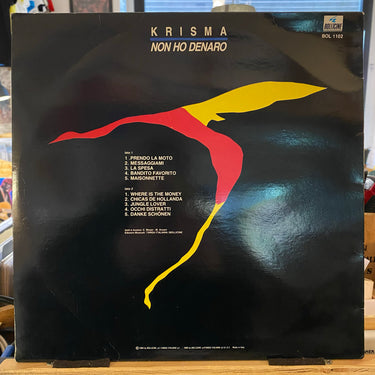 KRISMA
NON HO DENARO
BOL 1102
lato 1
1. PRENDO LA MOTO
2. MESSAGGIAMI
3. LA SPESA
4. BANDITO FAVORITO
5. MAISONNETTE
lato 2
1. WHERE IS THE MONEY
2. CHICAS DE HOLLANDA
3. JUNGLE LOVER
4. OCCHI DISTRATTI
5. DANKE SCHÖNEN